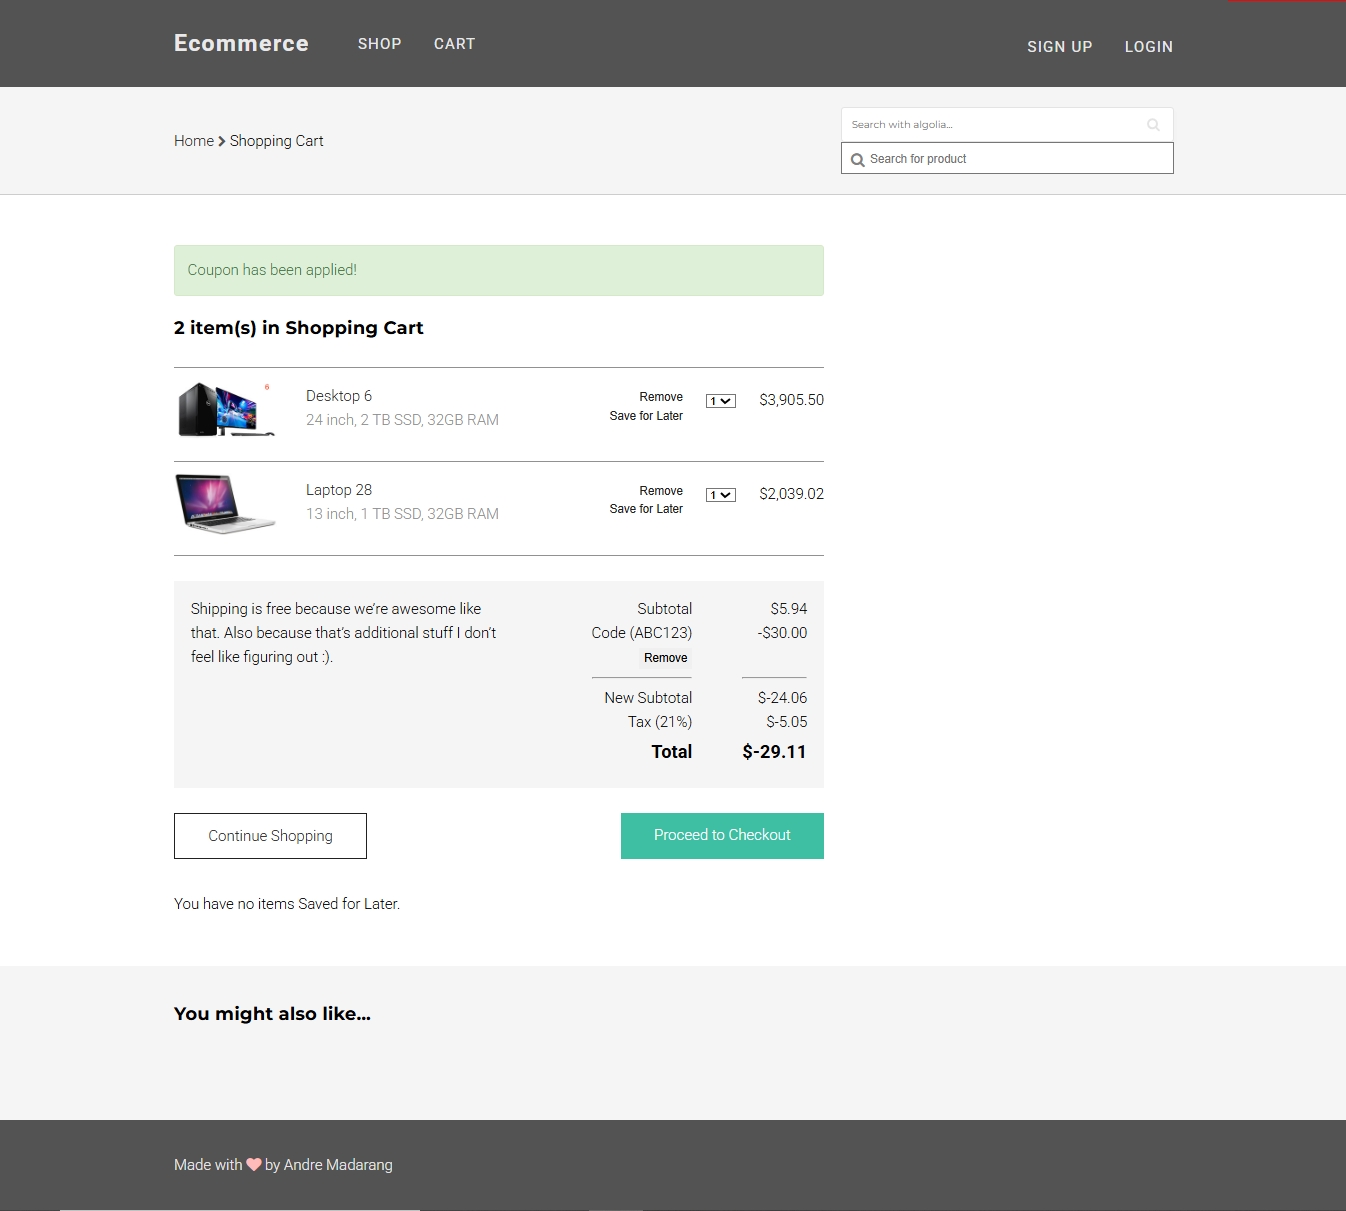 Ecommerce SHOP CART SIGN UP LOGIN
Home Shopping Cart
Search with algolia...
Search for product
Coupon has been applied!
2 item(s) in Shopping Cart
6
Desktop 6 Remove 1 $3,905.50
24 inch, 2 TB SSD, 32GB RAM Save for Later
Laptop 28 Remove 1 $2,039.02
13 inch, 1 TB SSD, 32GB RAM Save for Later
Shipping is free because we're awesome like
that. Also because that's additional stuff I don't
feel like figuring out :).
Subtotal $5.94
Code (ABC123) -$30.00
Remove
New Subtotal $-24.06
Tax (21%) $-5.05
Total $-29.11
Continue Shopping Proceed to Checkout
You have no items Saved for Later.
You might also like...
Made with by Andre Madarang